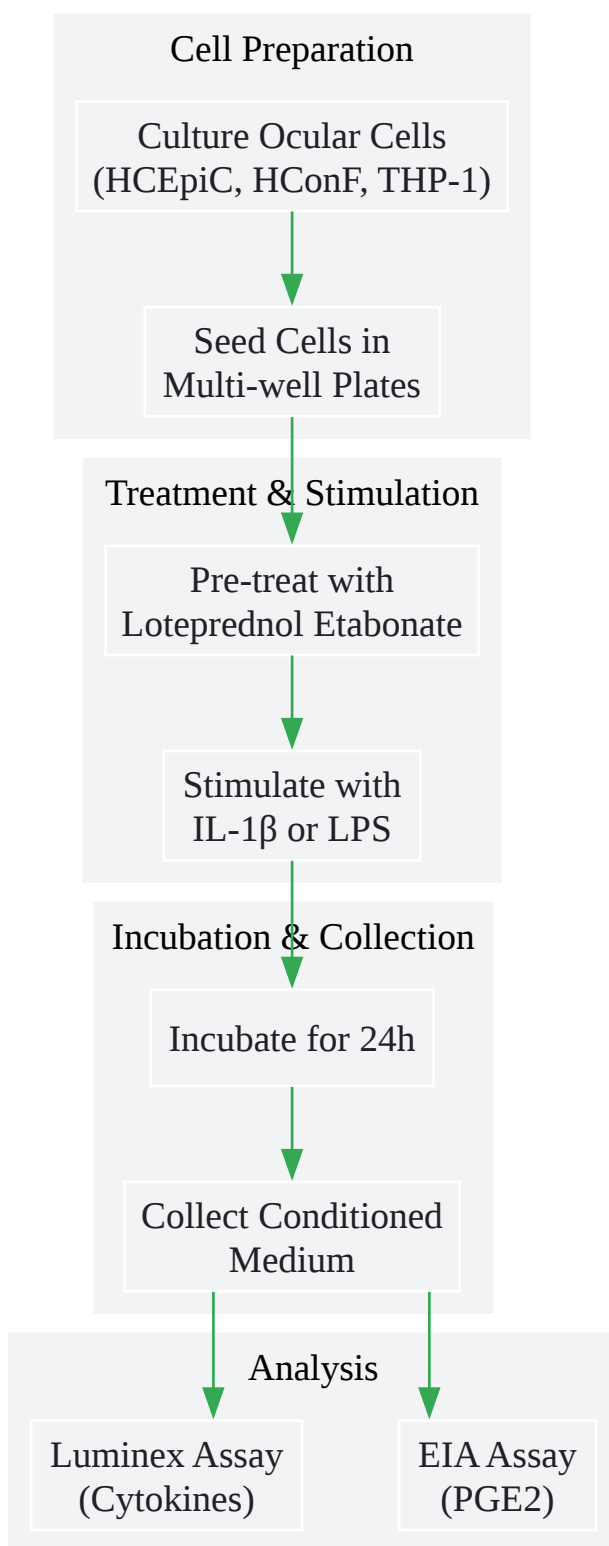 Cell Preparation
Culture Ocular Cells
(HCEpiC, HConF, THP-1)
Seed Cells in
Multi-well Plates
Treatment & Stimulation
Pre-treat with
Loteprednol Etabonate
Stimulate with
IL-1β or LPS
Incubation & Collection
Incubate for 24h
Collect Conditioned
Medium
Analysis
Luminex Assay
(Cytokines)
EIA Assay
(PGE2)